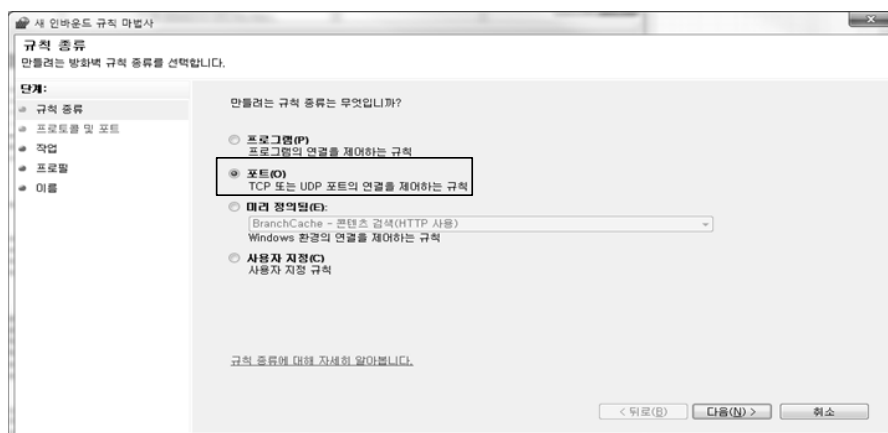 새 인바운드 규칙 마법사
규칙 종류
만들려는 방화벽 규칙 종류를 선택합니다.
단계:
규칙 종류
프로토콜 및 포트
작업
프로필
이름
만들려는 규칙 종류는 무엇입니까?
프로그램(P)
프로그램의 연결을 제어하는 규칙
포트(O)
TCP 또는 UDP 포트의 연결을 제어하는 규칙
미리 정의됨(E):
BranchCache - 콘텐츠 검색(HTTP 사용)
Windows 환경의 연결을 제어하는 규칙
사용자 지정(C)
사용자 지정 규칙
규칙 종류에 대해 자세히 알아봅니다.
< 뒤로(B) 다음(N) > 취소